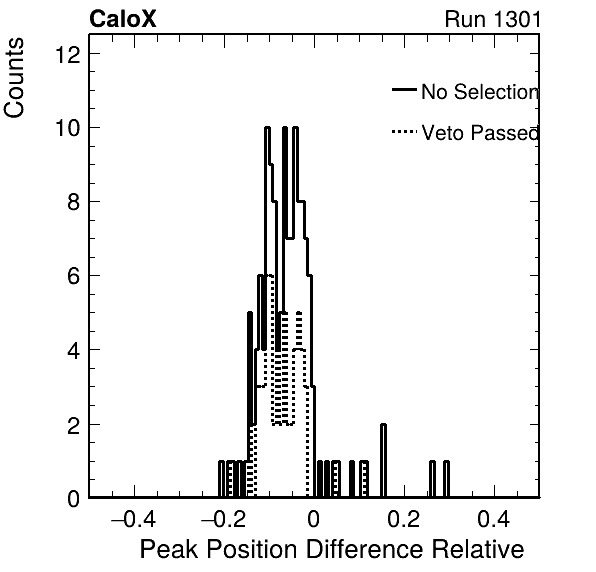 CaloX Run 1301
Counts
12
No Selection
10
Veto Passed
8
6
4
2
0
−0.4 −0.2 0 0.2 0.4
Peak Position Difference Relative